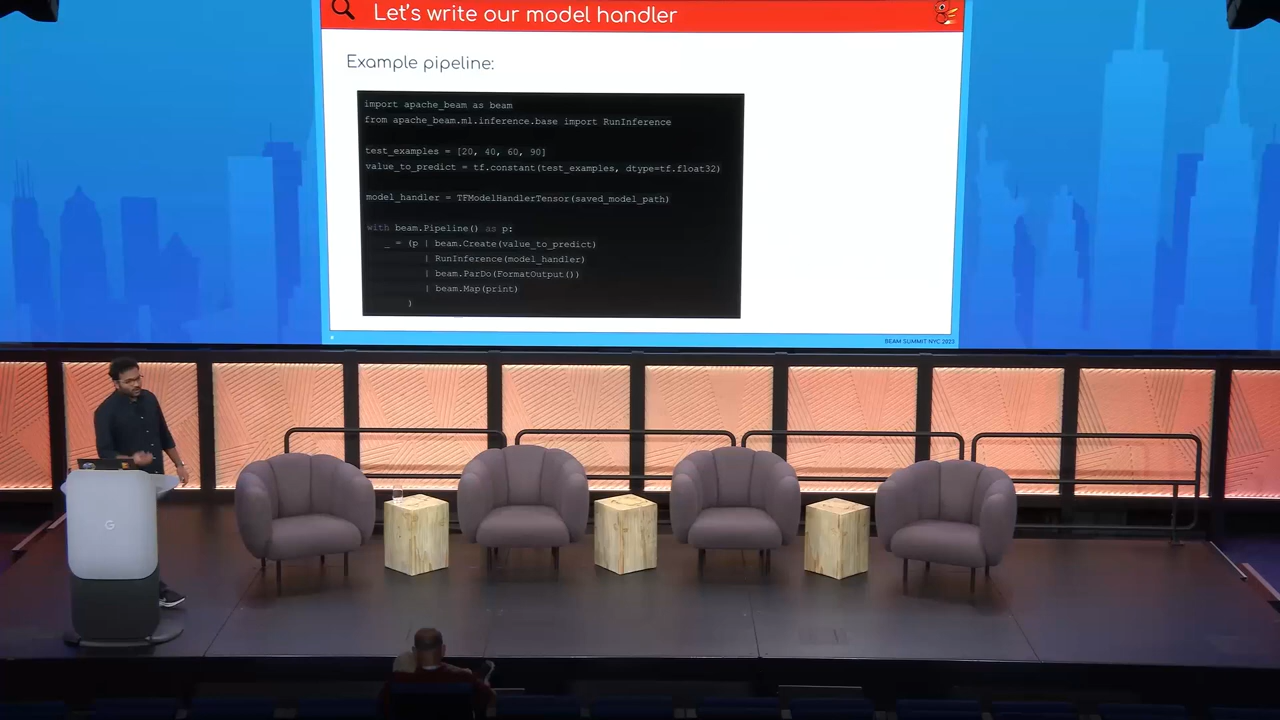 Let's write our model handler
Example pipeline:
import apache_beam as beam
from apache_beam.ml.inference.base import RunInference
test_examples = [20, 40, 60, 90]
value_to_predict = tf.constant(test_examples, dtype=tf.float32)
model_handler = TFModelHandlerTensor(saved_model_path)
with beam.Pipeline() as p:
_ = (p | beam.Create(value_to_predict)
| RunInference(model_handler)
| beam.ParDo(FormatOutput())
| beam.Map(print)
)
BEAM SUMMIT NYC 2023
G